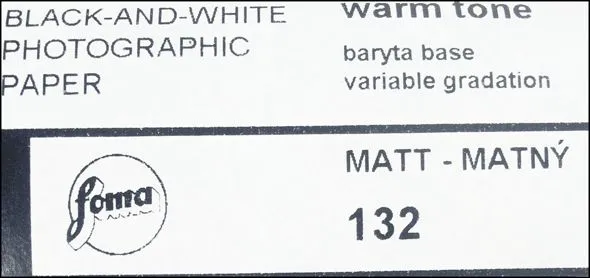 BLACK-AND-WHITE
PHOTOGRAPHIC
PAPER
warm tone
baryta base
variable gradation
foma
MATT - MATNÝ
132